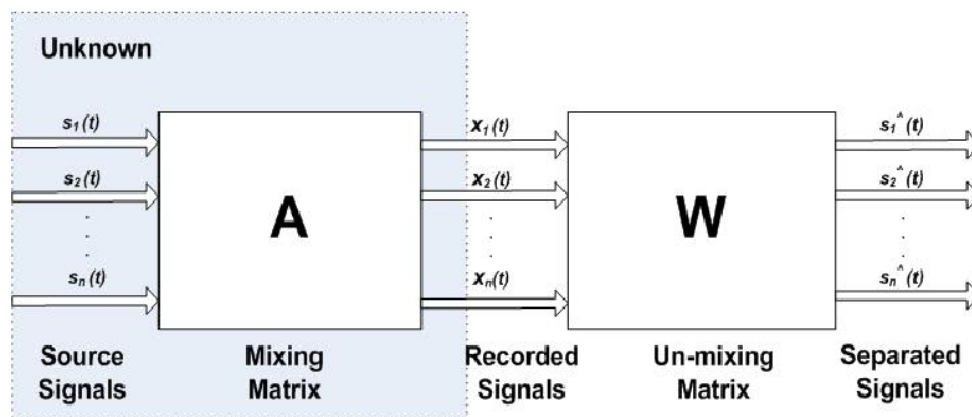 Unknown
s1(t) x1(t) s1^(t)
s2(t) x2(t) s2^(t)
A W
sn(t) xn(t) sn^(t)
Source Mixing Recorded Un-mixing Separated
Signals Matrix Signals Matrix Signals